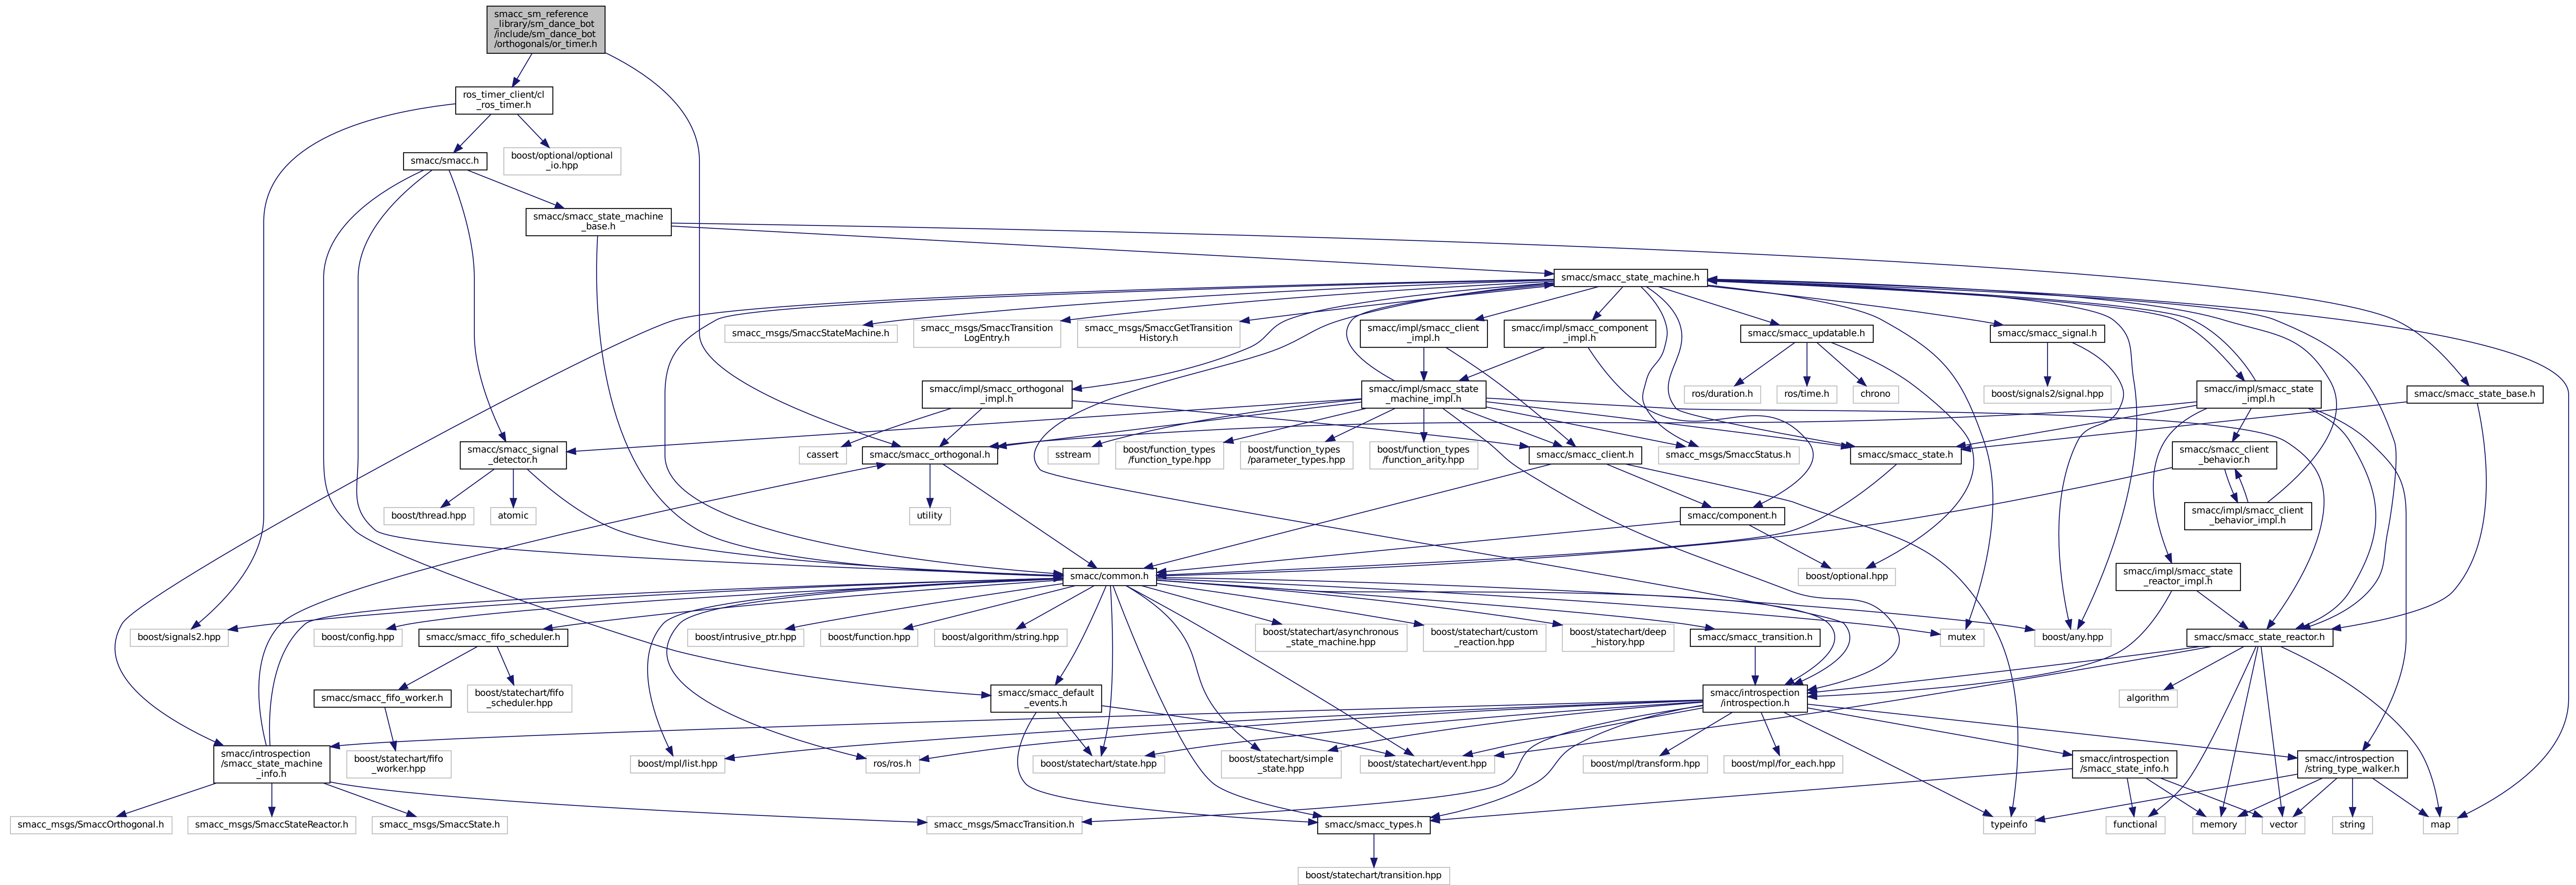 smacc_sm_reference
_library/sm_dance_bot
/include/sm_dance_bot
/orthogonals/or_timer.h
ros_timer_client/cl
_ros_timer.h
smacc/smacc.h
boost/optional/optional
_io.hpp
smacc/smacc_state_machine
_base.h
smacc/smacc_state_machine.h
smacc_msgs/SmaccStateMachine.h
smacc_msgs/SmaccTransition
LogEntry.h
smacc_msgs/SmaccGetTransition
History.h
smacc/impl/smacc_client
_impl.h
smacc/impl/smacc_component
_impl.h
smacc/smacc_updatable.h
smacc/smacc_signal.h
smacc/impl/smacc_orthogonal
_impl.h
smacc/impl/smacc_state
_machine_impl.h
ros/duration.h
ros/time.h
chrono
boost/signals2/signal.hpp
smacc/impl/smacc_state
_impl.h
smacc/smacc_state_base.h
smacc/smacc_signal
_detector.h
cassert
smacc/smacc_orthogonal.h
sstream
boost/function_types
/function_type.hpp
boost/function_types
/parameter_types.hpp
boost/function_types
/function_arity.hpp
smacc/smacc_client.h
smacc_msgs/SmaccStatus.h
smacc/smacc_state.h
smacc/smacc_client
_behavior.h
boost/thread.hpp
atomic
utility
smacc/component.h
smacc/impl/smacc_client
_behavior_impl.h
smacc/common.h
boost/optional.hpp
smacc/impl/smacc_state
_reactor_impl.h
boost/signals2.hpp
boost/config.hpp
smacc/smacc_fifo_scheduler.h
boost/intrusive_ptr.hpp
boost/function.hpp
boost/algorithm/string.hpp
boost/statechart/asynchronous
_state_machine.hpp
boost/statechart/custom
_reaction.hpp
boost/statechart/deep
_history.hpp
smacc/smacc_transition.h
mutex
boost/any.hpp
smacc/smacc_state_reactor.h
smacc/smacc_fifo_worker.h
boost/statechart/fifo
_scheduler.hpp
smacc/smacc_default
_events.h
smacc/introspection
/introspection.h
algorithm
smacc/introspection
/smacc_state_machine
_info.h
boost/statechart/fifo
_worker.hpp
boost/mpl/list.hpp
ros/ros.h
boost/statechart/state.hpp
boost/statechart/simple
_state.hpp
boost/statechart/event.hpp
boost/mpl/transform.hpp
boost/mpl/for_each.hpp
smacc/introspection
/smacc_state_info.h
smacc/introspection
/string_type_walker.h
smacc_msgs/SmaccOrthogonal.h
smacc_msgs/SmaccStateReactor.h
smacc_msgs/SmaccState.h
smacc_msgs/SmaccTransition.h
smacc/smacc_types.h
typeinfo
functional
memory
vector
string
map
boost/statechart/transition.hpp